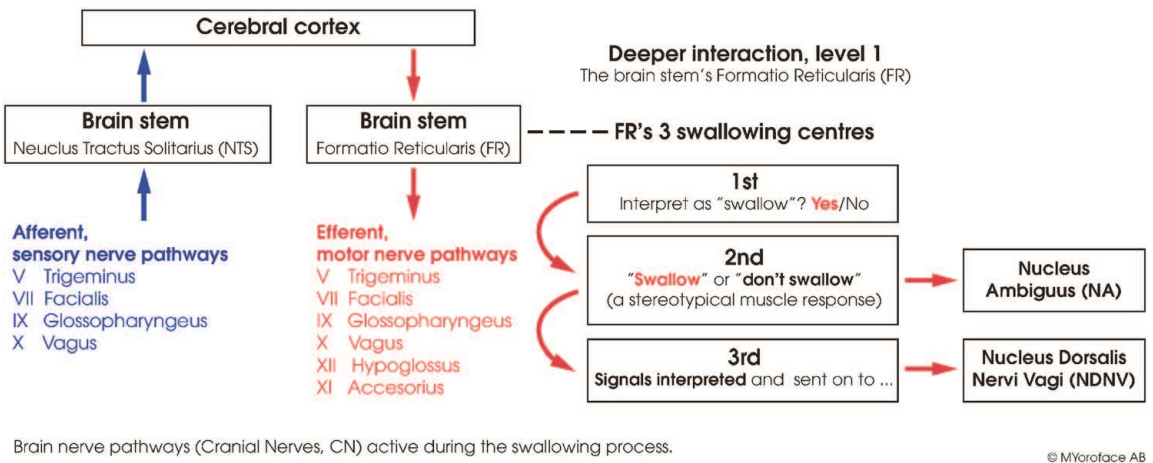 Cerebral cortex
Deeper interaction, level 1
The brain stem's Formatio Reticularis (FR)
Brain stem
Neuclus Tractus Solitarius (NTS)
Brain stem
Formatio Reticularis (FR)
FR's 3 swallowing centres
1st
Interpret as "swallow"? Yes/No
Afferent,
sensory nerve pathways
V Trigeminus
VII Facialis
IX Glossopharyngeus
X Vagus
Efferent,
motor nerve pathways
V Trigeminus
VII Facialis
IX Glossopharyngeus
X Vagus
XII Hypoglossus
XI Accesorius
2nd
"Swallow" or "don't swallow"
(a stereotypical muscle response)
Nucleus
Ambiguus (NA)
3rd
Signals interpreted and sent on to ...
Nucleus Dorsalis
Nervi Vagi (NDNV)
Brain nerve pathways (Cranial Nerves, CN) active during the swallowing process.
© MYoroface AB